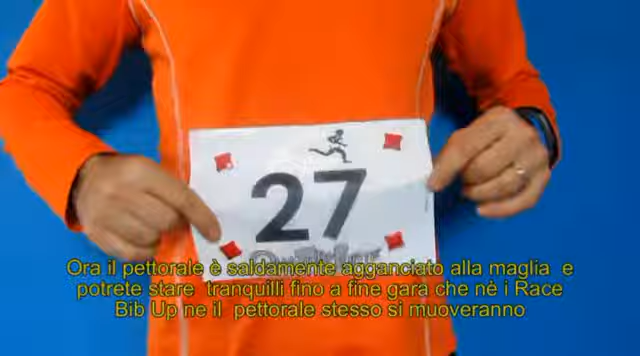 27
Ora il pettorale è saldamente agganciato alla maglia e
potrete stare tranquilli fino a fine gara che nè i Race
Bib Up ne il pettorale stesso si muoveranno